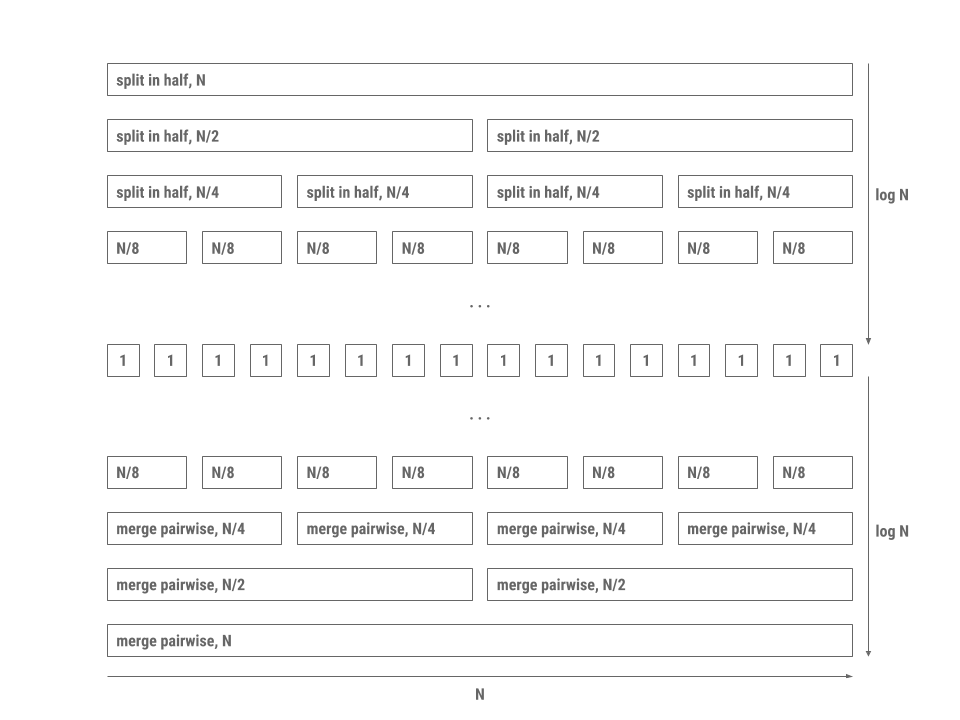 split in half, N
split in half, N/2 split in half, N/2
split in half, N/4 split in half, N/4 split in half, N/4 split in half, N/4
log N
N/8 N/8 N/8 N/8 N/8 N/8 N/8 N/8
...
1 1 1 1 1 1 1 1 1 1 1 1 1 1 1 1
...
N/8 N/8 N/8 N/8 N/8 N/8 N/8 N/8
merge pairwise, N/4 merge pairwise, N/4 merge pairwise, N/4 merge pairwise, N/4
log N
merge pairwise, N/2 merge pairwise, N/2
merge pairwise, N
N